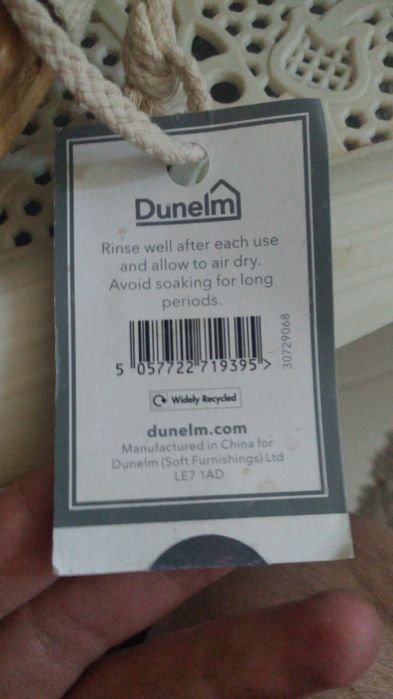 Dunelm
Rinse well after each use
and allow to air dry.
Avoid soaking for long
periods.
30729068
5 057722 719395 >
Widely Recycled
dunelm.com
Manufactured in China for
Dunelm (Soft Furnishings) Ltd
LE7 1AD